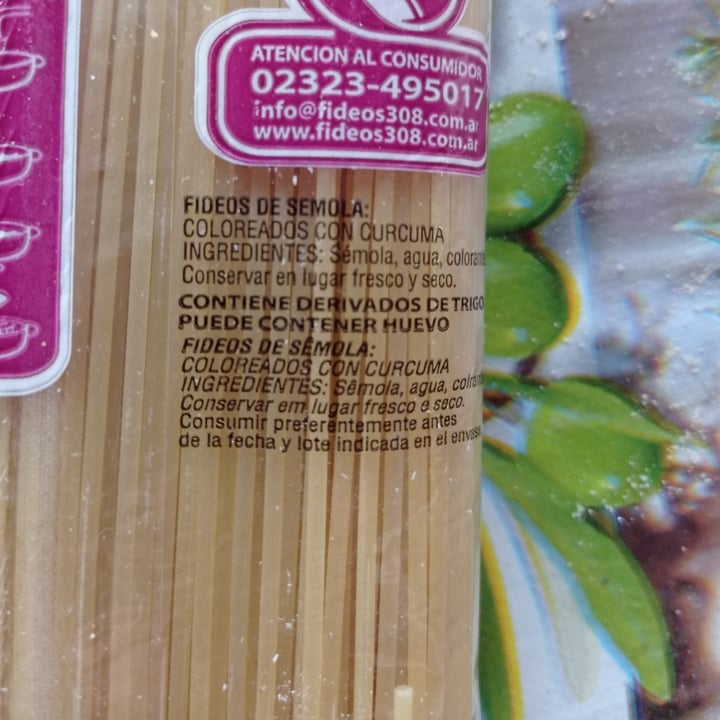 ATENCION AL CONSUMIDOR
02323-495017
info@fideos308.com.ar
www.fideos308.com.ar
FIDEOS DE SEMOLA:
COLOREADOS CON CURCUMA
INGREDIENTES: Sémola, agua, colorante
Conservar en lugar fresco y seco.
CONTIENE DERIVADOS DE TRIGO
PUEDE CONTENER HUEVO
FIDEOS DE SÊMOLA:
COLOREADOS CON CURCUMA
INGREDIENTES: Sêmola, agua,
Conservar em lugar fresco e seco.
Consumir preferentemente antes
de la fecha y lote indicada en el envase